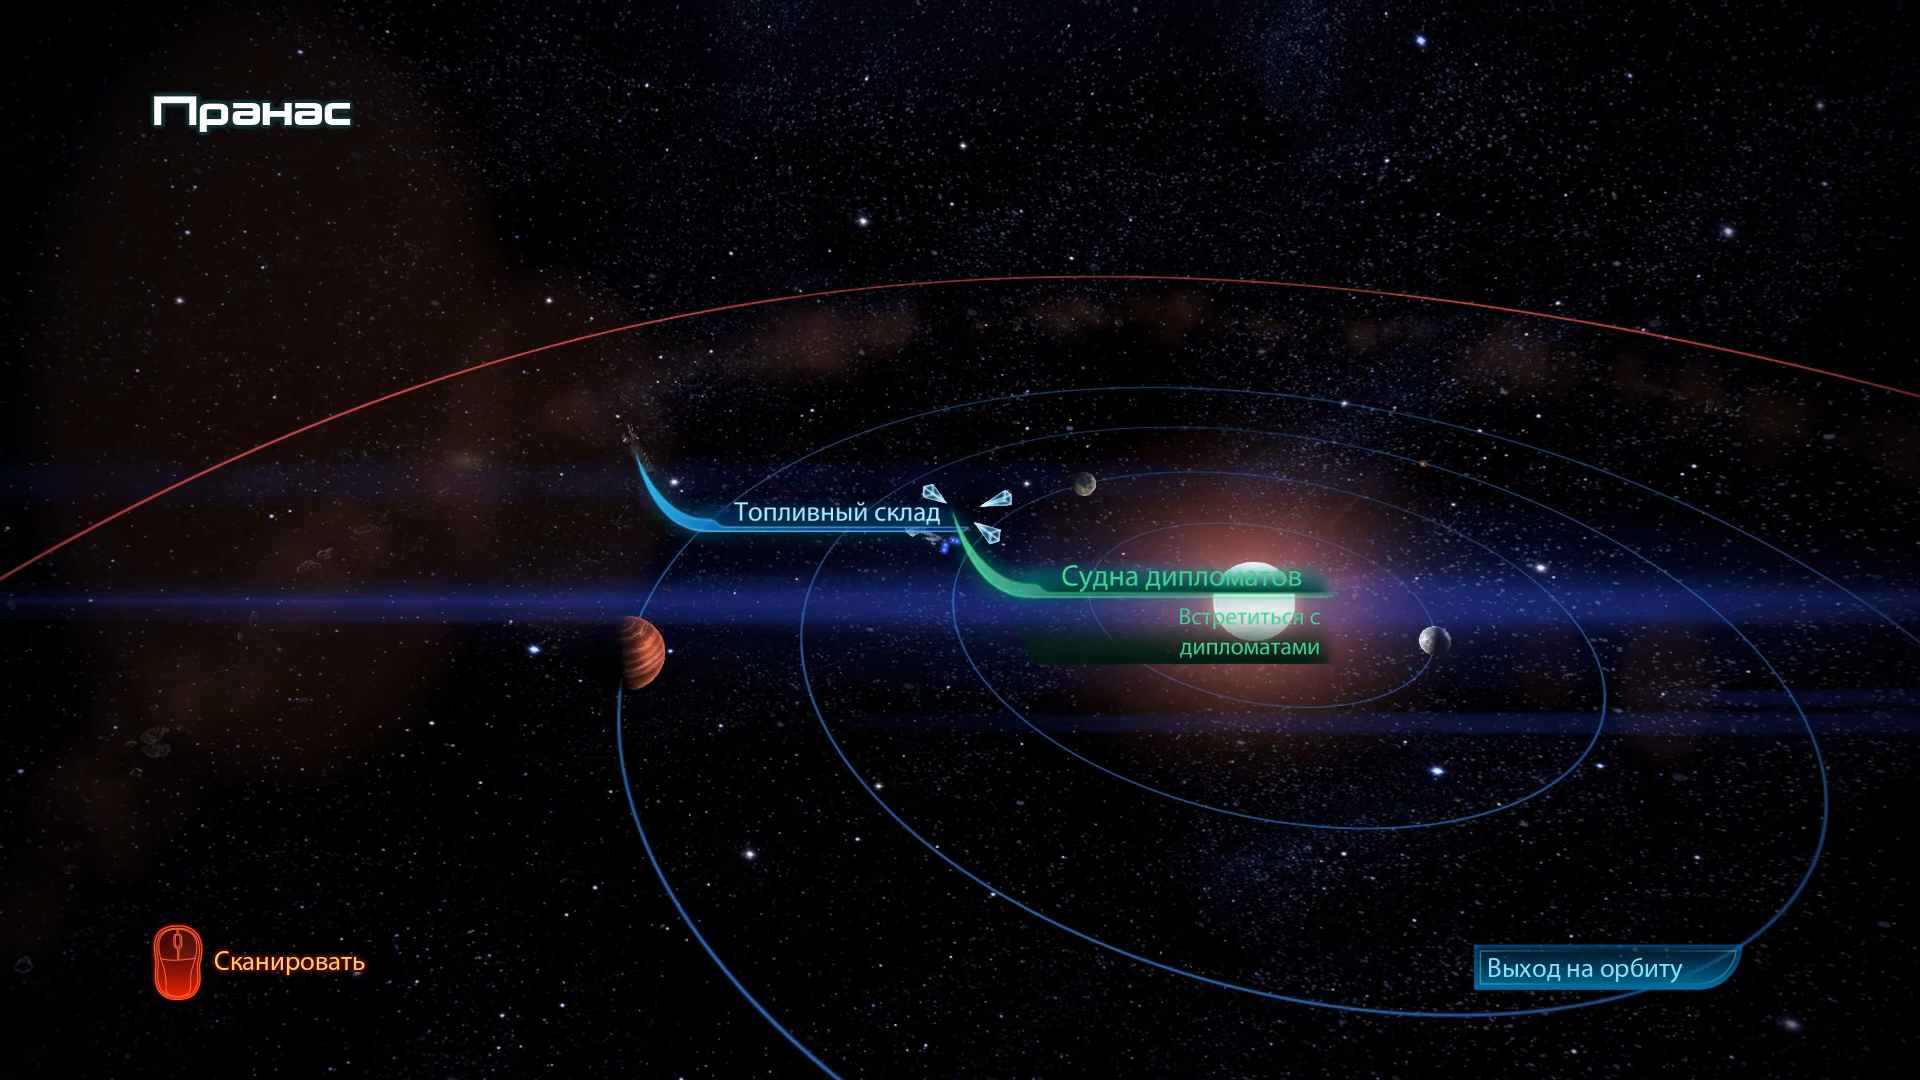 Пранас
Топливный склад
Судна дипломатов
Встретиться с
дипломатами
Сканировать
Выход на орбиту